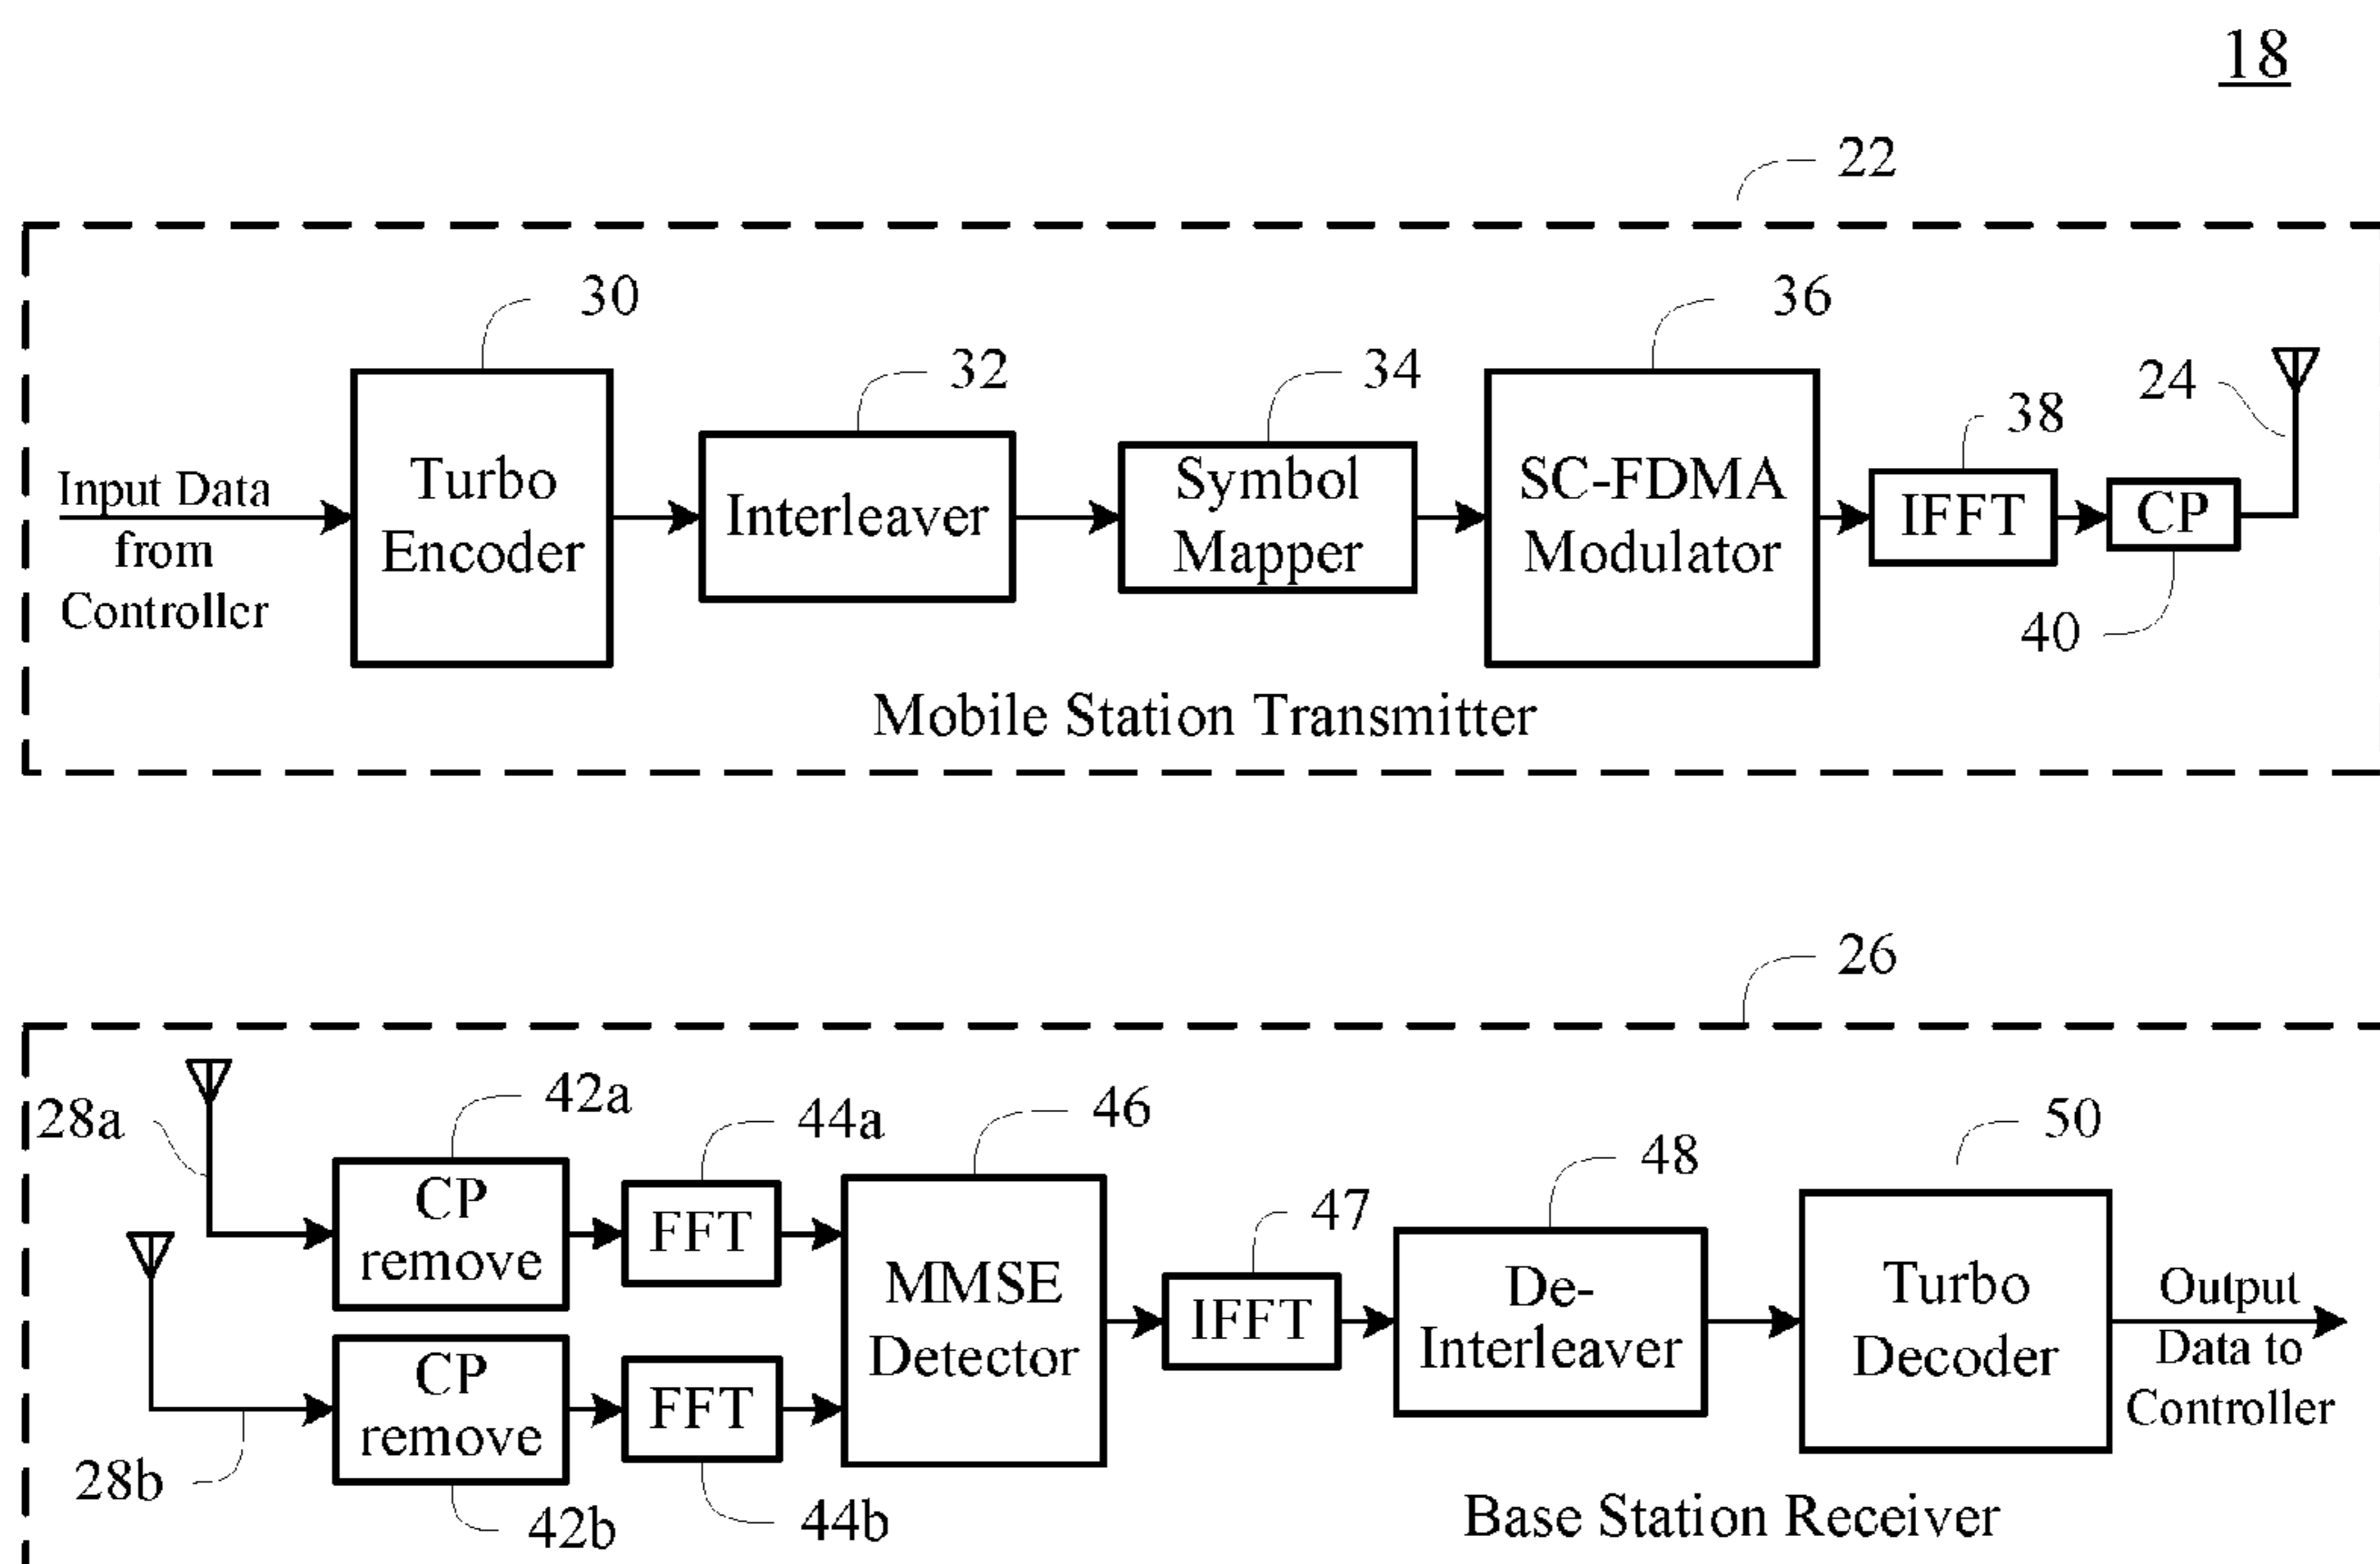 18
22
30
36
32
34
24
38
Input Data
from
Controller
Turbo
Encoder
Interleaver
Symbol
Mapper
SC-FDMA
Modulator
IFFT
CP
40
Mobile Station Transmitter
26
28a
42a
44a
46
47
48
50
CP
remove
FFT
MMSE
Detector
IFFT
De-
Interleaver
Turbo
Decoder
Output
Data to
Controller
CP
remove
FFT
28b
42b
44b
Base Station Receiver